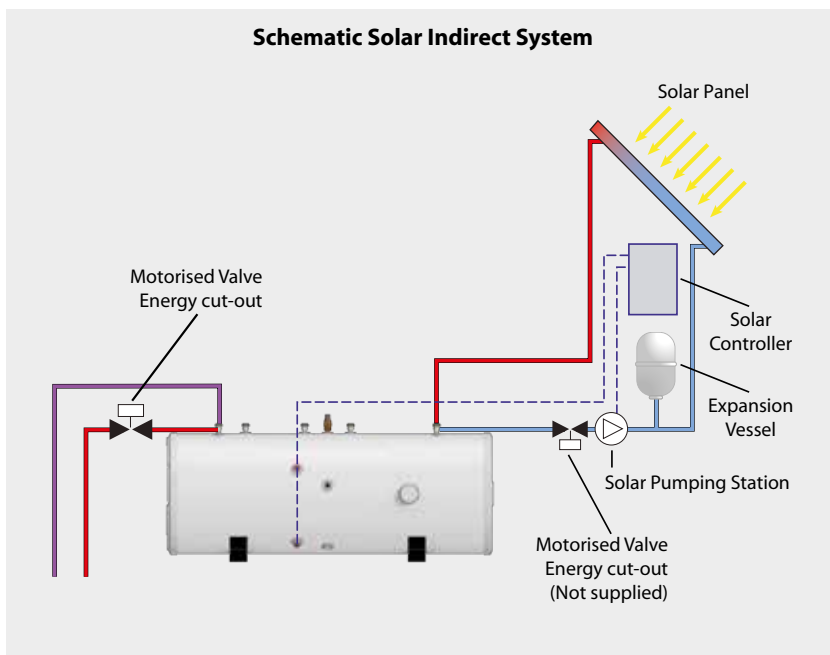 Schematic Solar Indirect System
Solar Panel
Motorised Valve
Energy cut-out
Solar
Controller
Expansion
Vessel
Solar Pumping Station
Motorised Valve
Energy cut-out
(Not supplied)